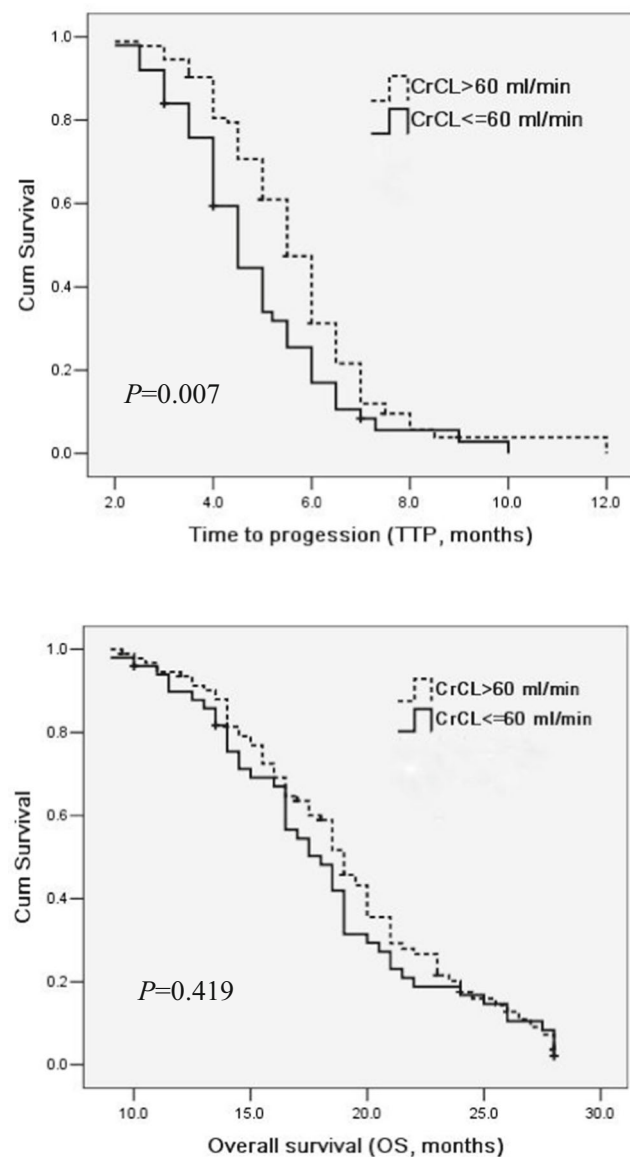 1.0
0.8
0.6
0.4
0.2
0.0
Cum Survival
CrCL>60 ml/min
CrCL<=60 ml/min
P=0.007
2.0 4.0 6.0 8.0 10.0 12.0
Time to progession (TTP, months)
1.0
0.8
0.6
0.4
0.2
0.0
Cum Survival
CrCL>60 ml/min
CrCL<=60 ml/min
P=0.419
10.0 15.0 20.0 25.0 30.0
Overall survival (OS, months)